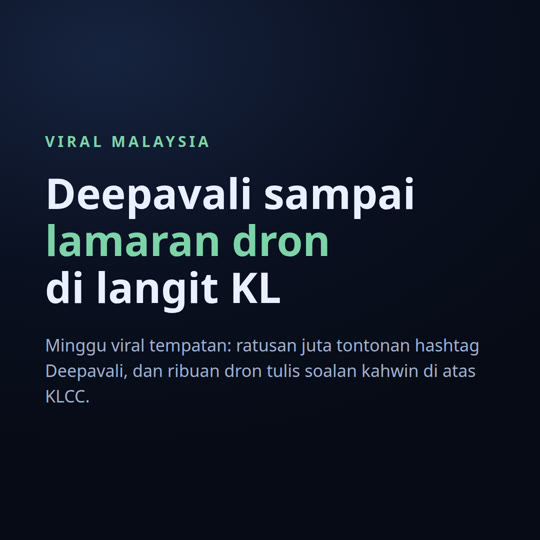 VIRAL MALAYSIA
Deepavali sampai
lamaran dron
di langit KL
Minggu viral tempatan: ratusan juta tontonan hashtag
Deepavali, dan ribuan dron tulis soalan kahwin di atas
KLCC.